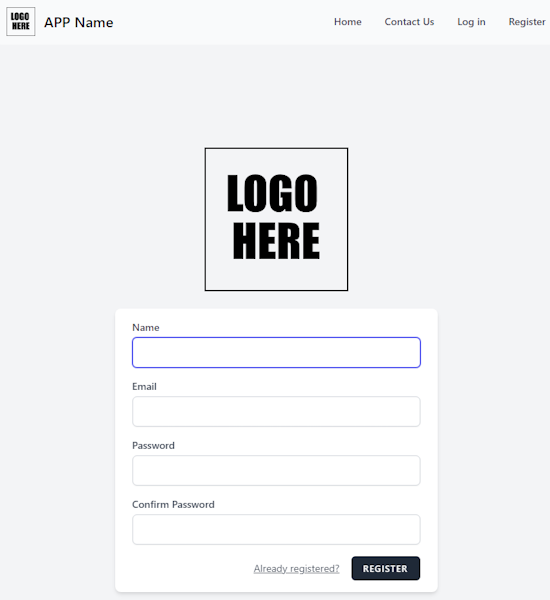 LOGO
HERE
APP Name
Home
Contact Us
Log in
Register
LOGO
HERE
Name
Email
Password
Confirm Password
Already registered?
REGISTER